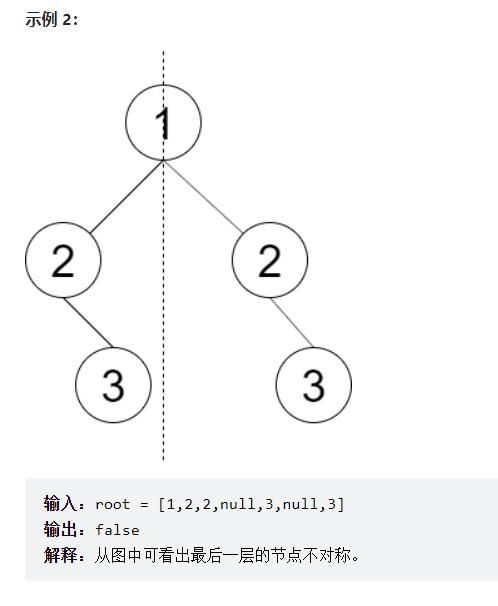 示例 2：
1
2 2
3 3
输入：root = [1,2,2,null,3,null,3]
输出：false
解释：从图中可看出最后一层的节点不对称。